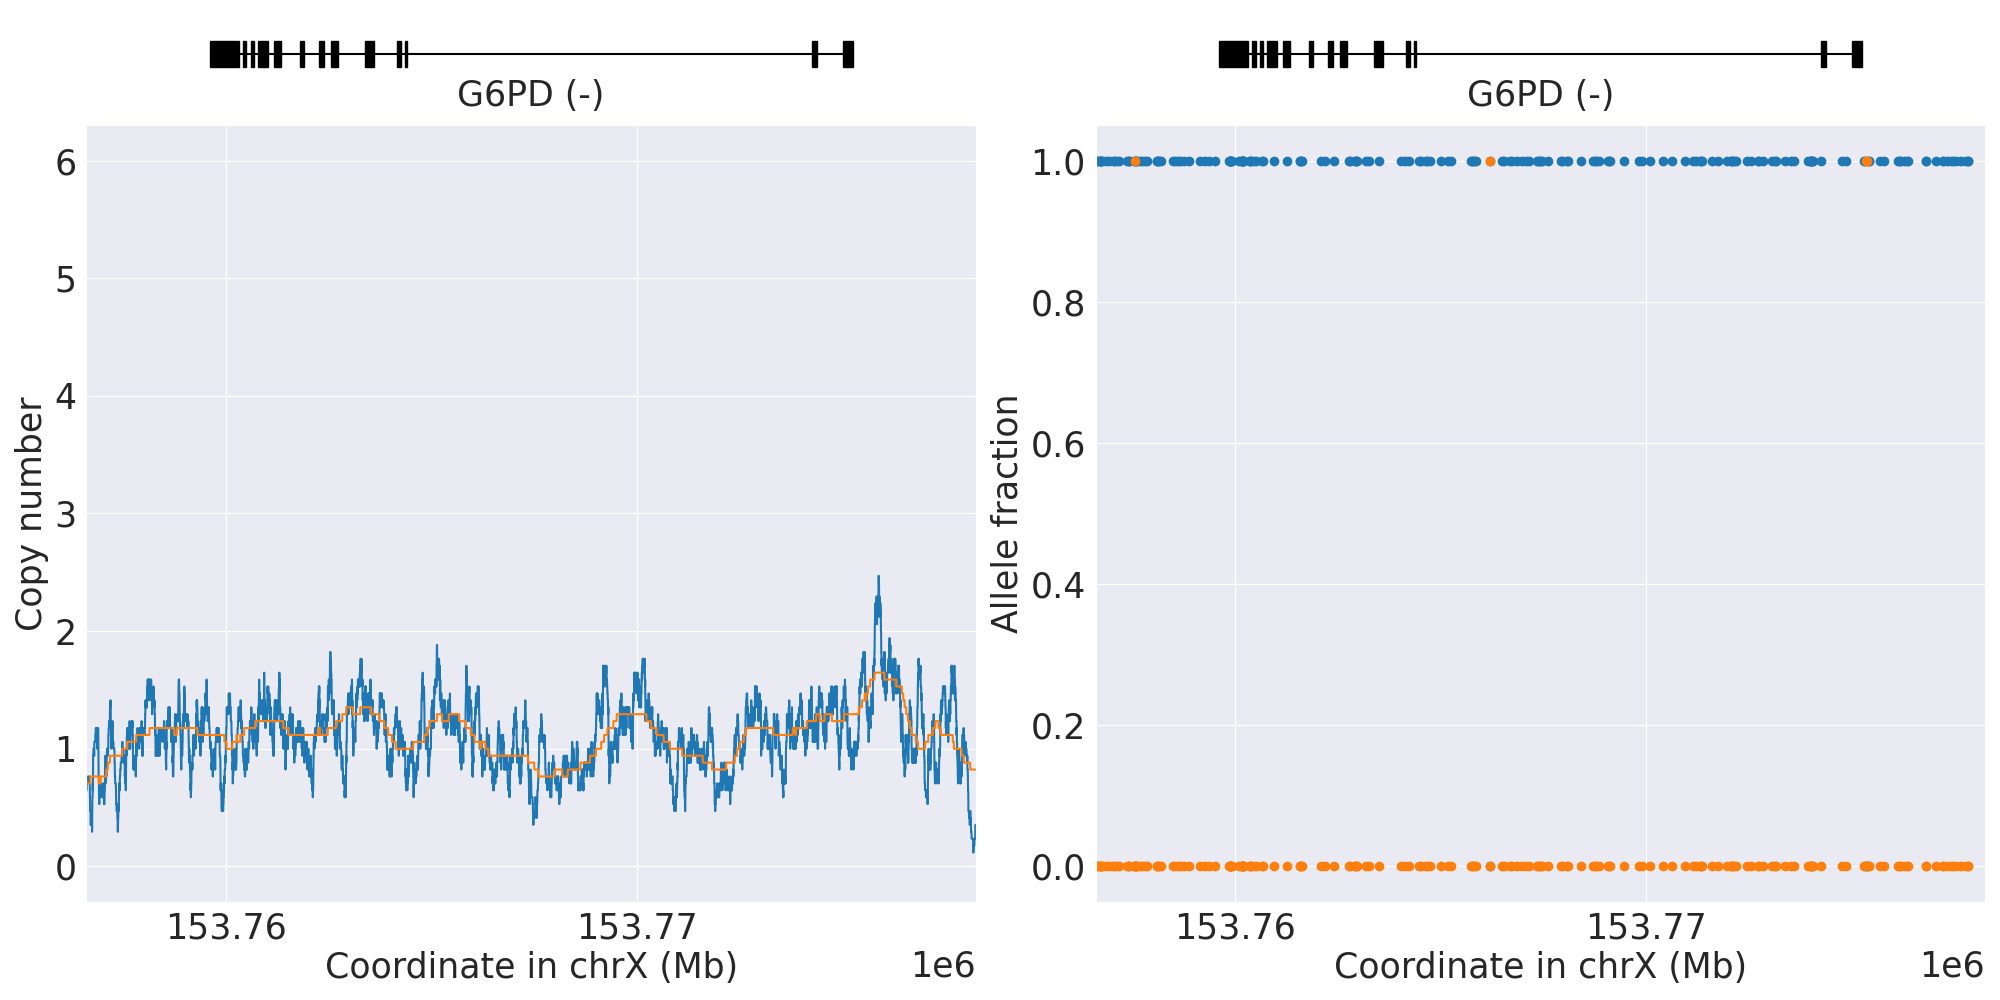 G6PD (-)
6
5
4
3
2
1
0
Copy number
153.76
153.77
Coordinate in chrX (Mb)
1e6
G6PD (-)
1.0
0.8
0.6
0.4
0.2
0.0
Allele fraction
153.76
153.77
Coordinate in chrX (Mb)
1e6